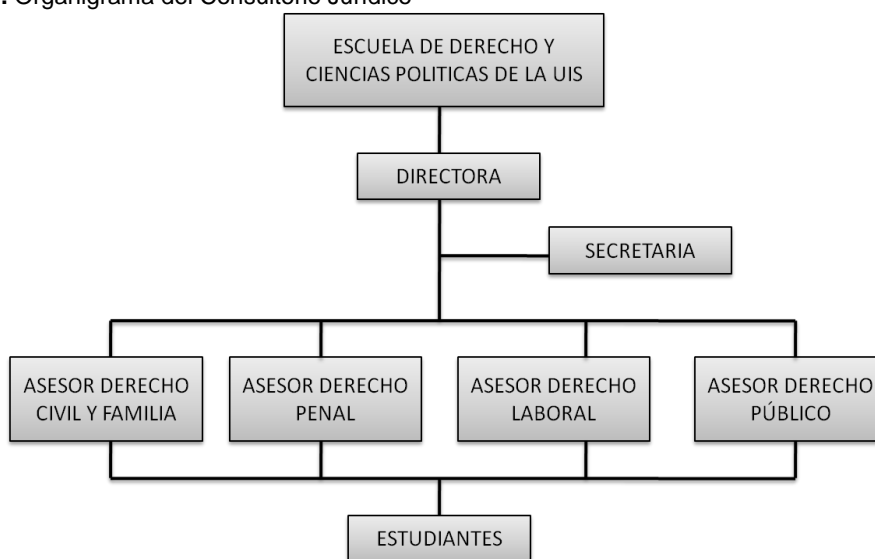 . Organigrama del Consultorio Jurídico
ESCUELA DE DERECHO Y
CIENCIAS POLITICAS DE LA UIS
DIRECTORA
SECRETARIA
ASESOR DERECHO
CIVIL Y FAMILIA
ASESOR DERECHO
PENAL
ASESOR DERECHO
LABORAL
ASESOR DERECHO
PÚBLICO
ESTUDIANTES